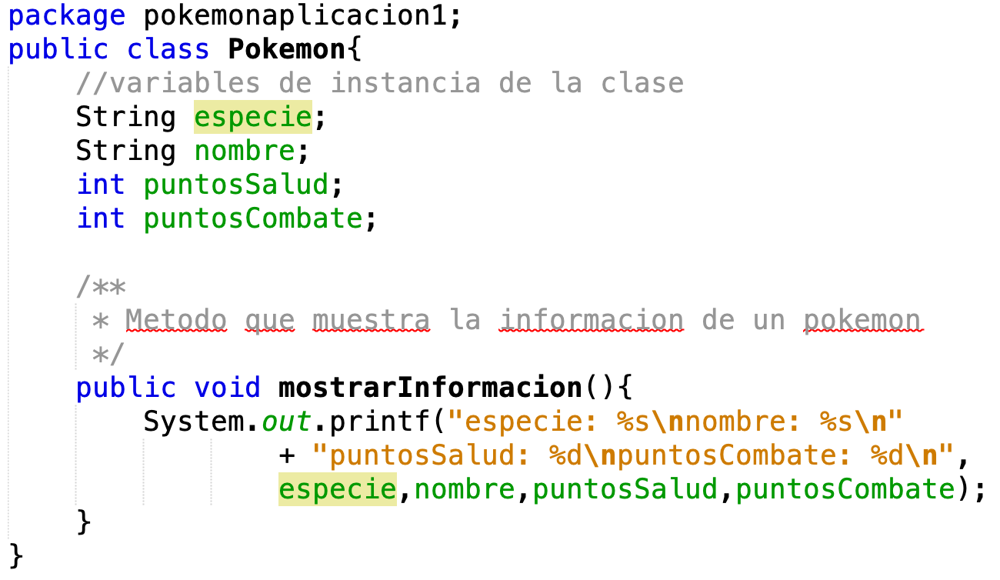 package pokemonaplicacion1;
public class Pokemon{
//variables de instancia de la clase
String especie;
String nombre;
int puntosSalud;
int puntosCombate;
/**
* Metodo que muestra la informacion de un pokemon
*/
public void mostrarInformacion(){
System.out.printf("especie: %s\nnombre: %s\n"
+ "puntosSalud: %d\npuntosCombate: %d\n",
especie,nombre,puntosSalud,puntosCombate);
}
}